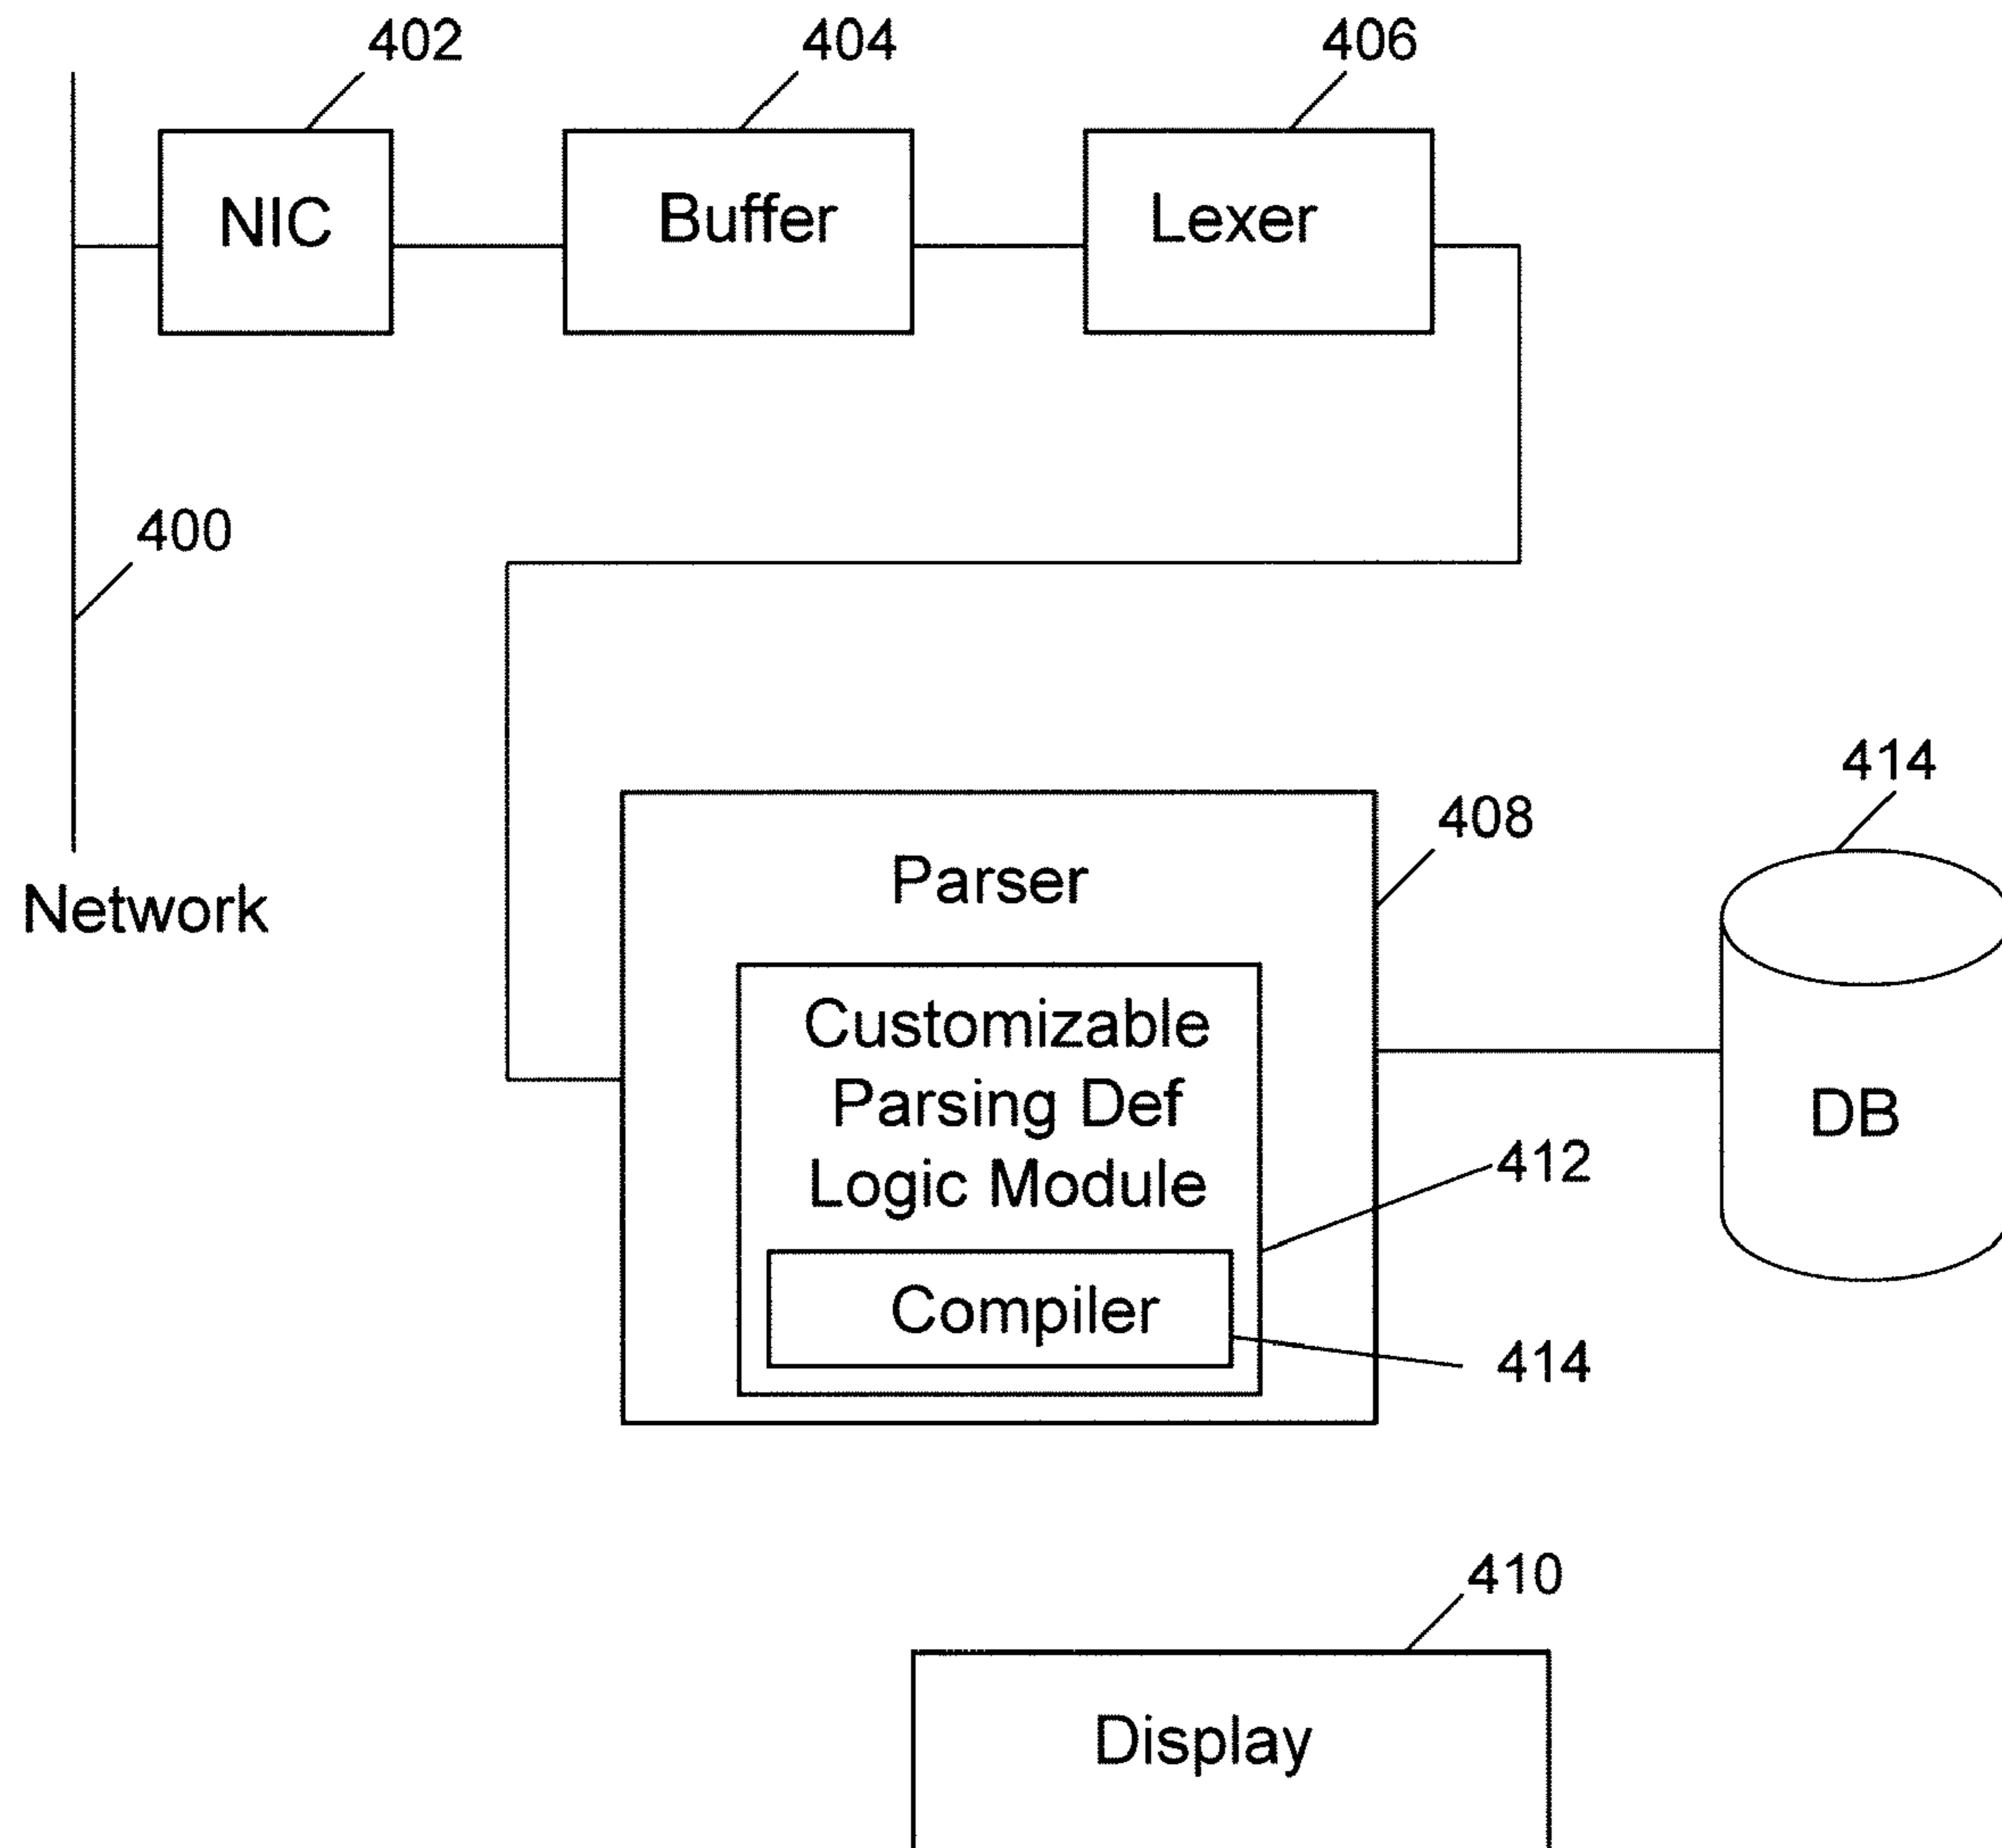 402
404
406
NIC
Buffer
Lexer
400
Network
414
408
Parser
Customizable
Parsing Def
Logic Module
DB
412
Compiler
414
410
Display